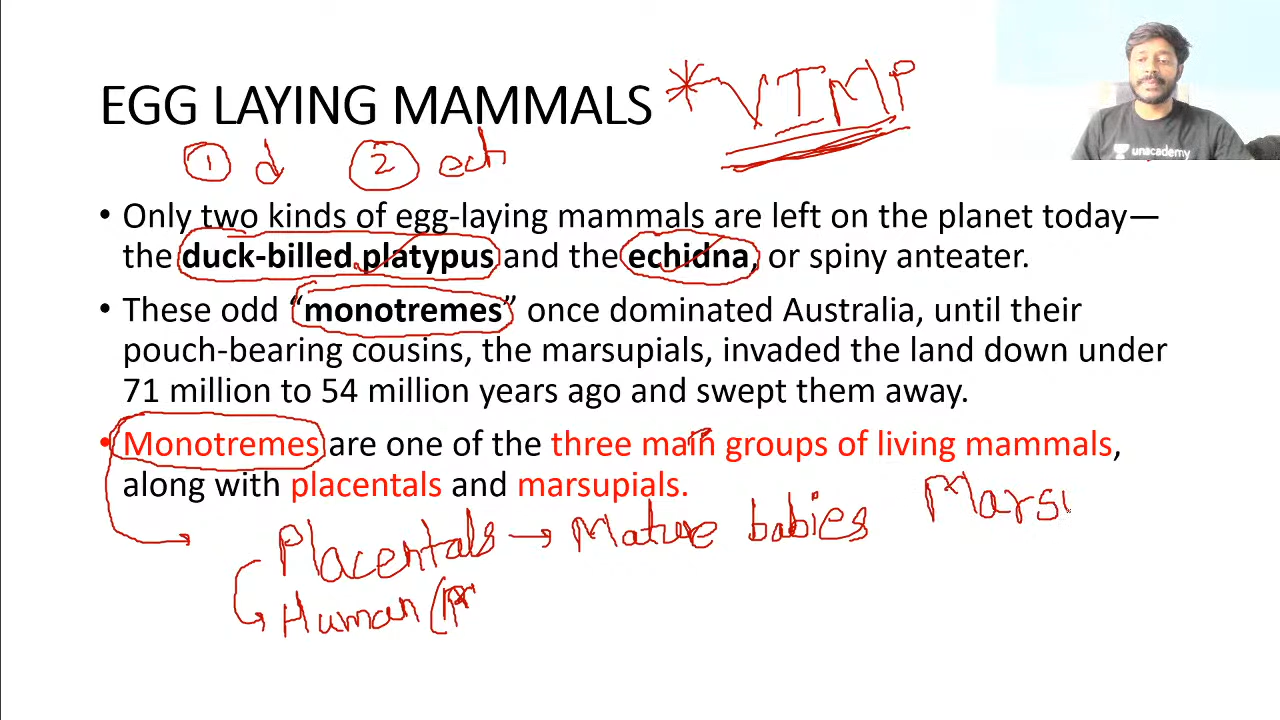 EGG LAYING MAMMALS *VIMP
unacademy
① d ② ech
• Only two kinds of egg-laying mammals are left on the planet today—
the duck-billed platypus and the echidna, or spiny anteater.
• These odd “monotremes” once dominated Australia, until their
pouch-bearing cousins, the marsupials, invaded the land down under
71 million to 54 million years ago and swept them away.
• Monotremes are one of the three main groups of living mammals,
along with placentals and marsupials.
Placentals → Mature babies Marsu
Human (